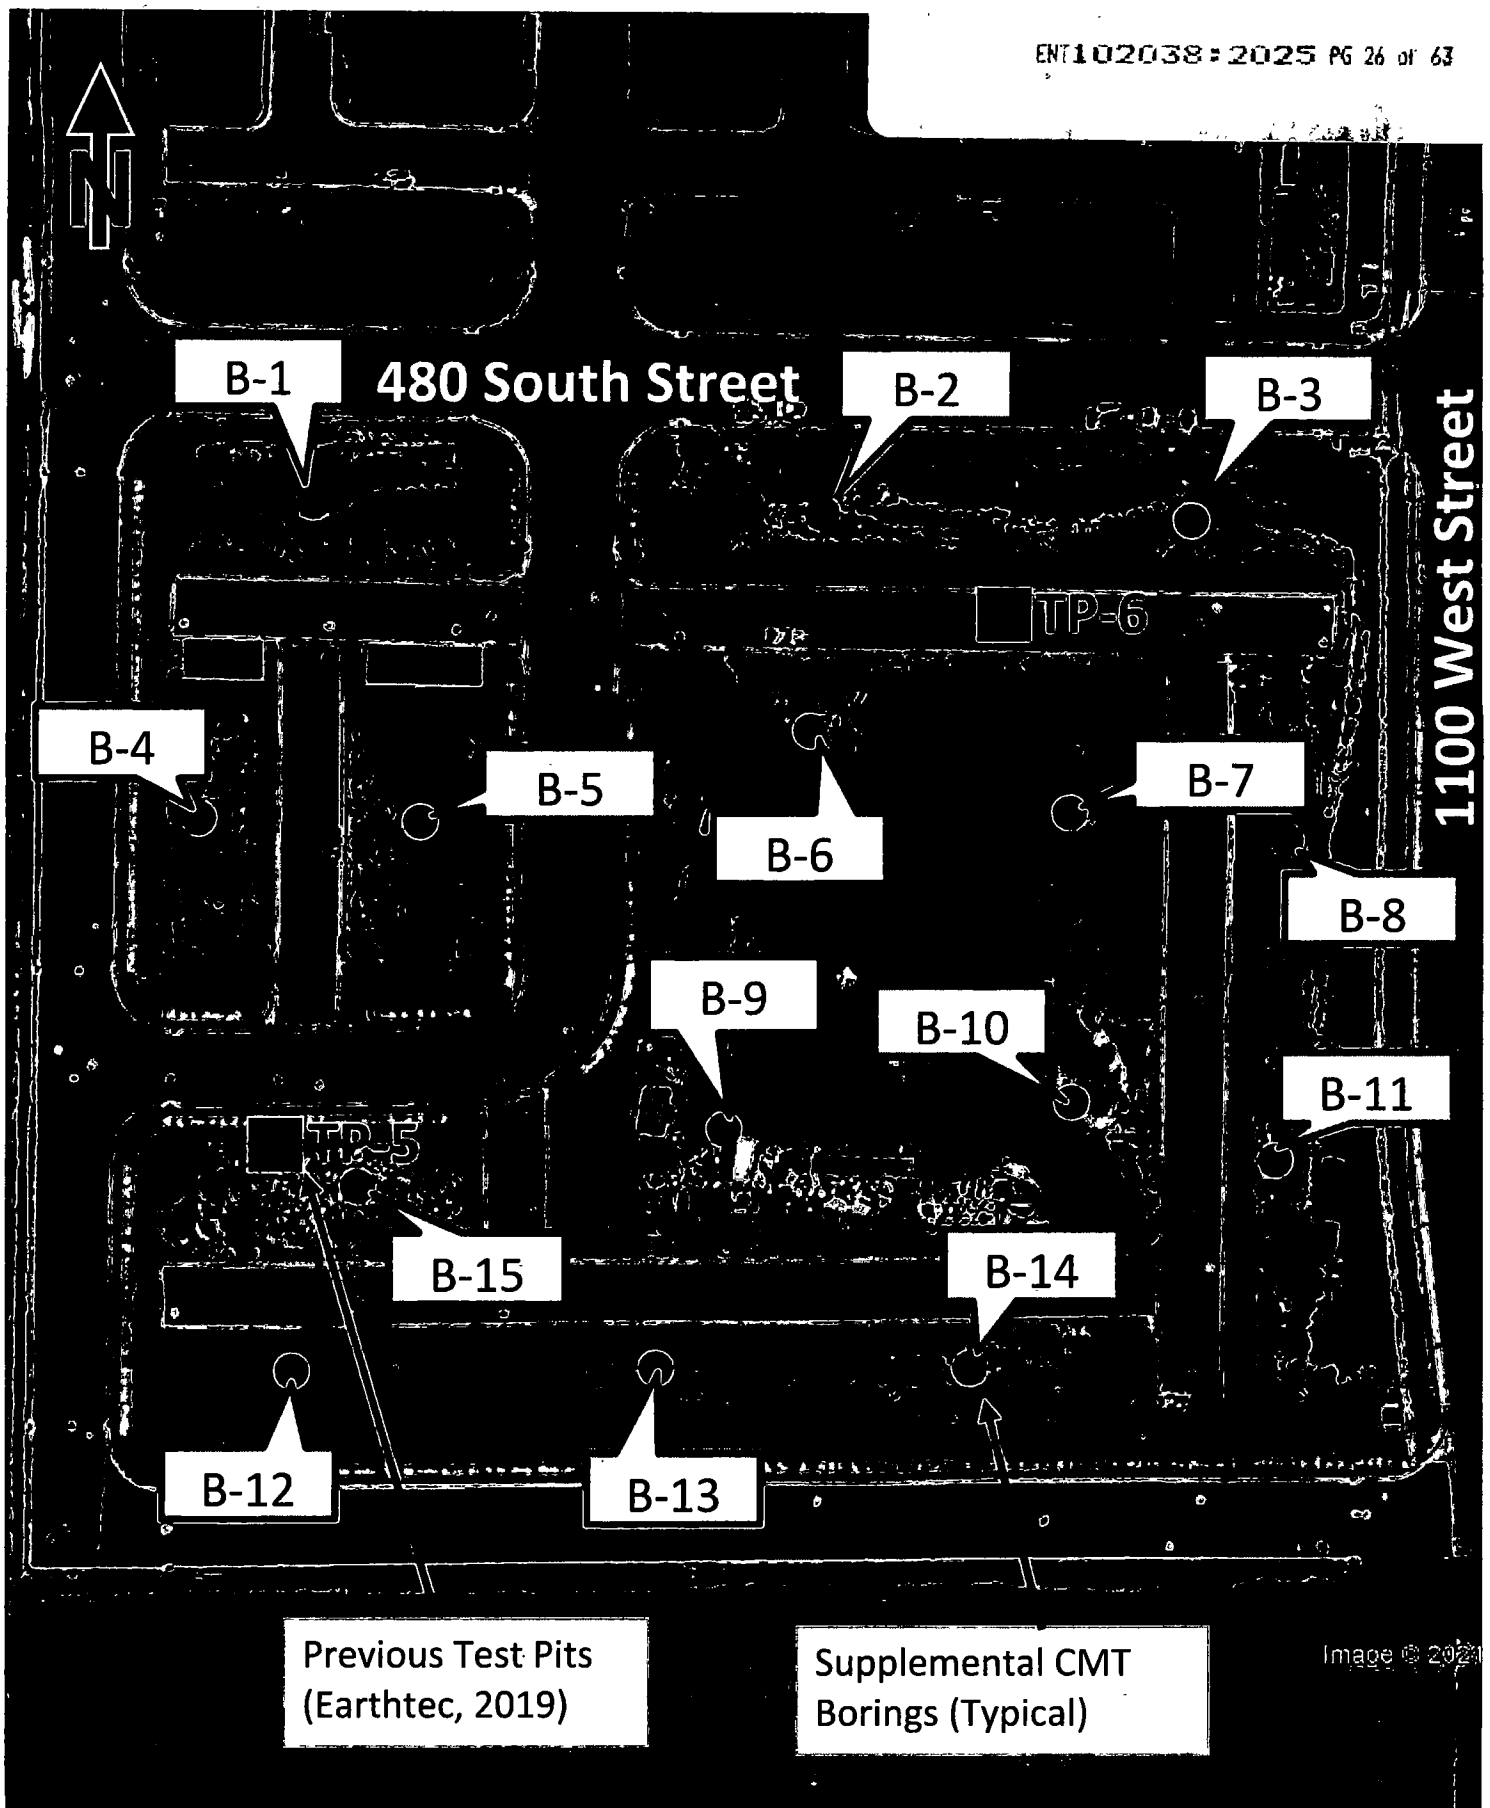 ENT102038:2025 PG 26 of 63
N
B-1
480 South Street
B-2
B-3
1100 West Street
TP-6
B-4
B-5
B-6
B-7
B-8
B-9
B-10
B-11
TP-5
B-15
B-14
B-12
B-13
Previous Test Pits
(Earthtec, 2019)
Supplemental CMT
Borings (Typical)
Image © 2021